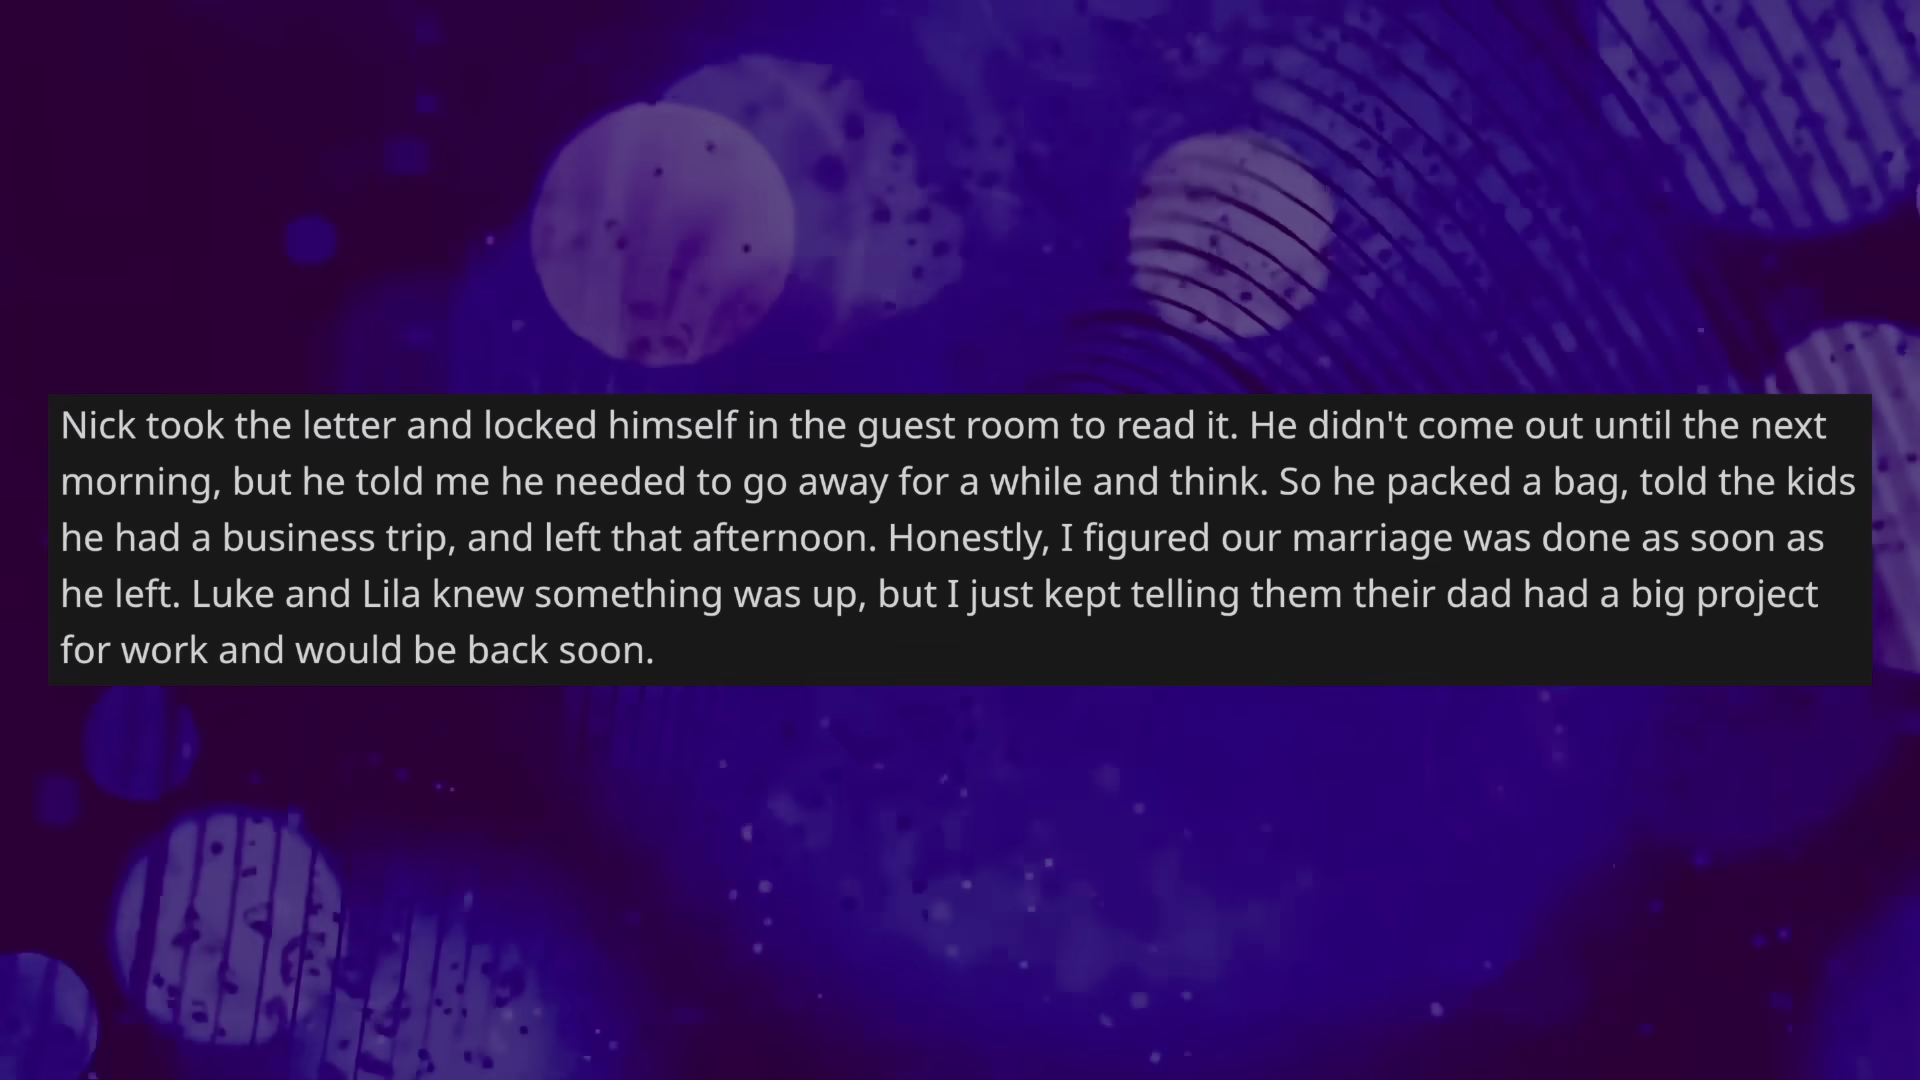 Nick took the letter and locked himself in the guest room to read it. He didn't come out until the next
morning, but he told me he needed to go away for a while and think. So he packed a bag, told the kids
he had a business trip, and left that afternoon. Honestly, I figured our marriage was done as soon as
he left. Luke and Lila knew something was up, but I just kept telling them their dad had a big project
for work and would be back soon.